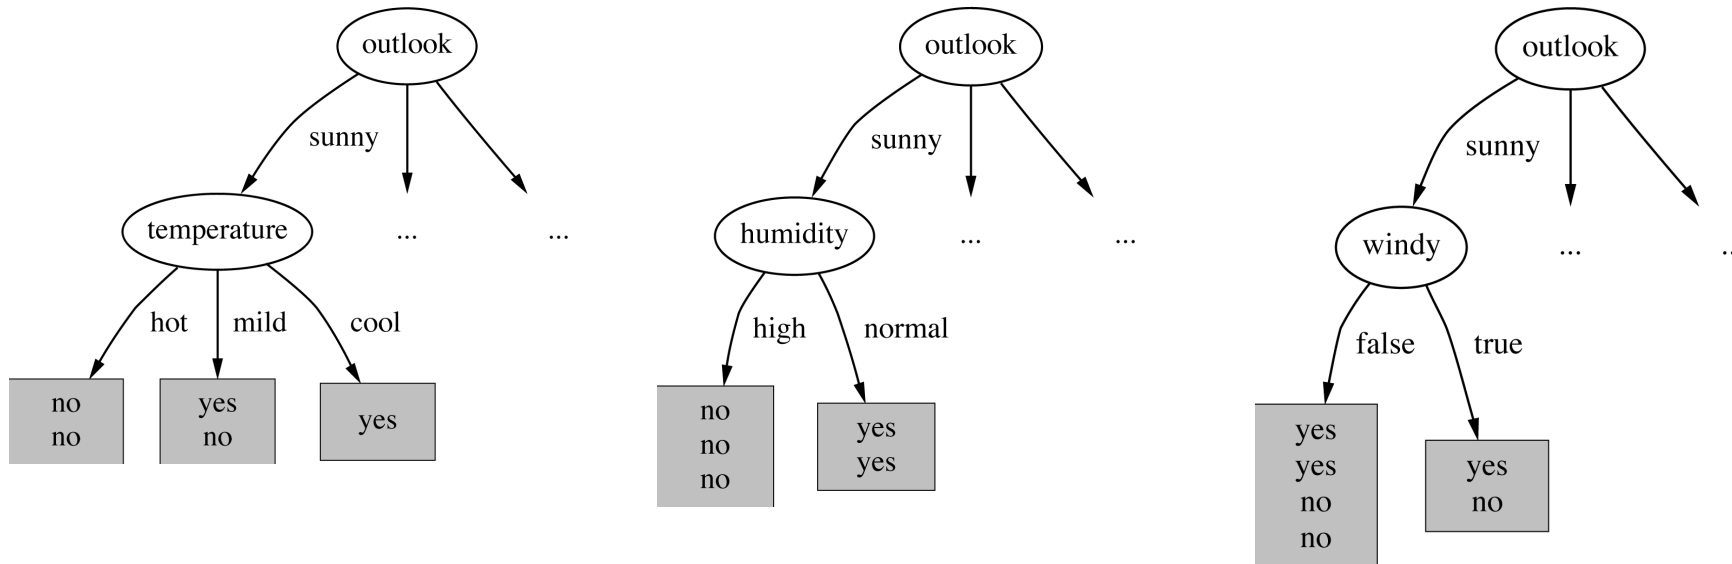 outlook
sunny
temperature
...
...
hot
mild
cool
no
no
yes
no
yes
outlook
sunny
humidity
...
...
high
normal
no
no
no
yes
yes
outlook
sunny
windy
...
..
false
true
yes
yes
no
no
yes
no